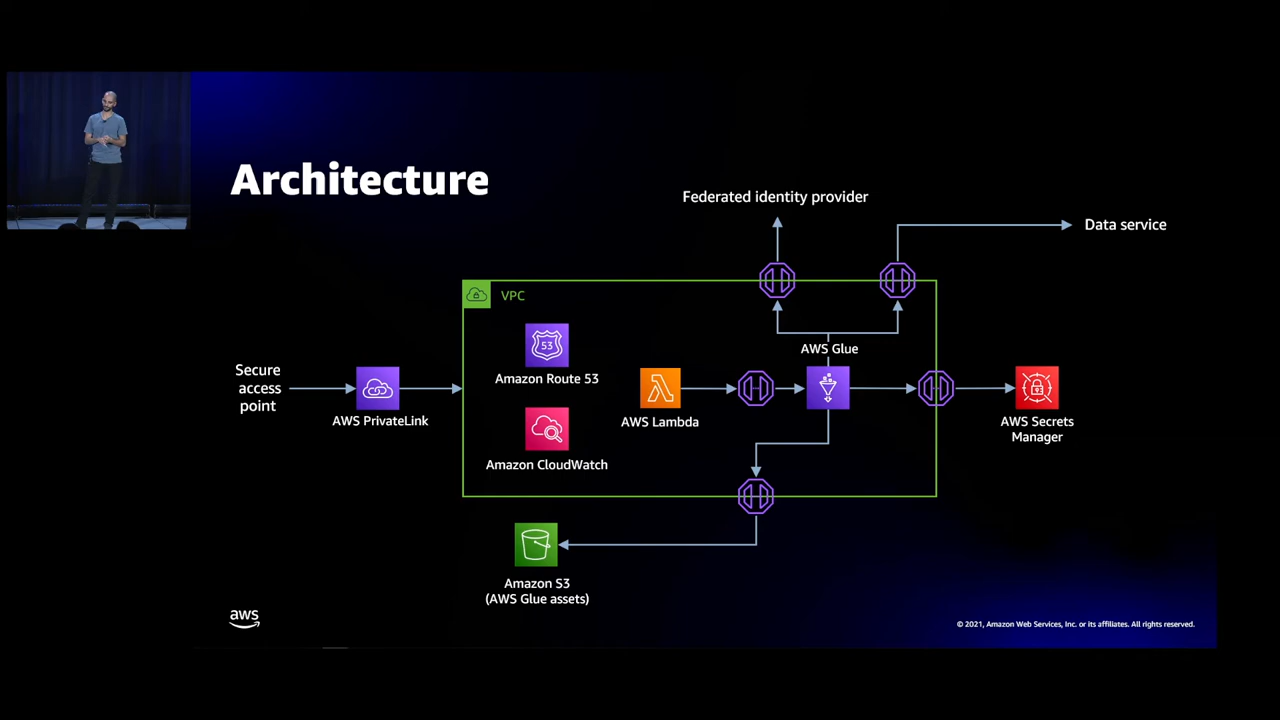 Architecture
Federated identity provider
Data service
VPC
53
Amazon Route 53
AWS Glue
Secure
access
point
AWS PrivateLink
AWS Lambda
AWS Secrets
Manager
Amazon CloudWatch
Amazon S3
(AWS Glue assets)
aws
© 2021, Amazon Web Services, Inc. or its affiliates. All rights reserved.